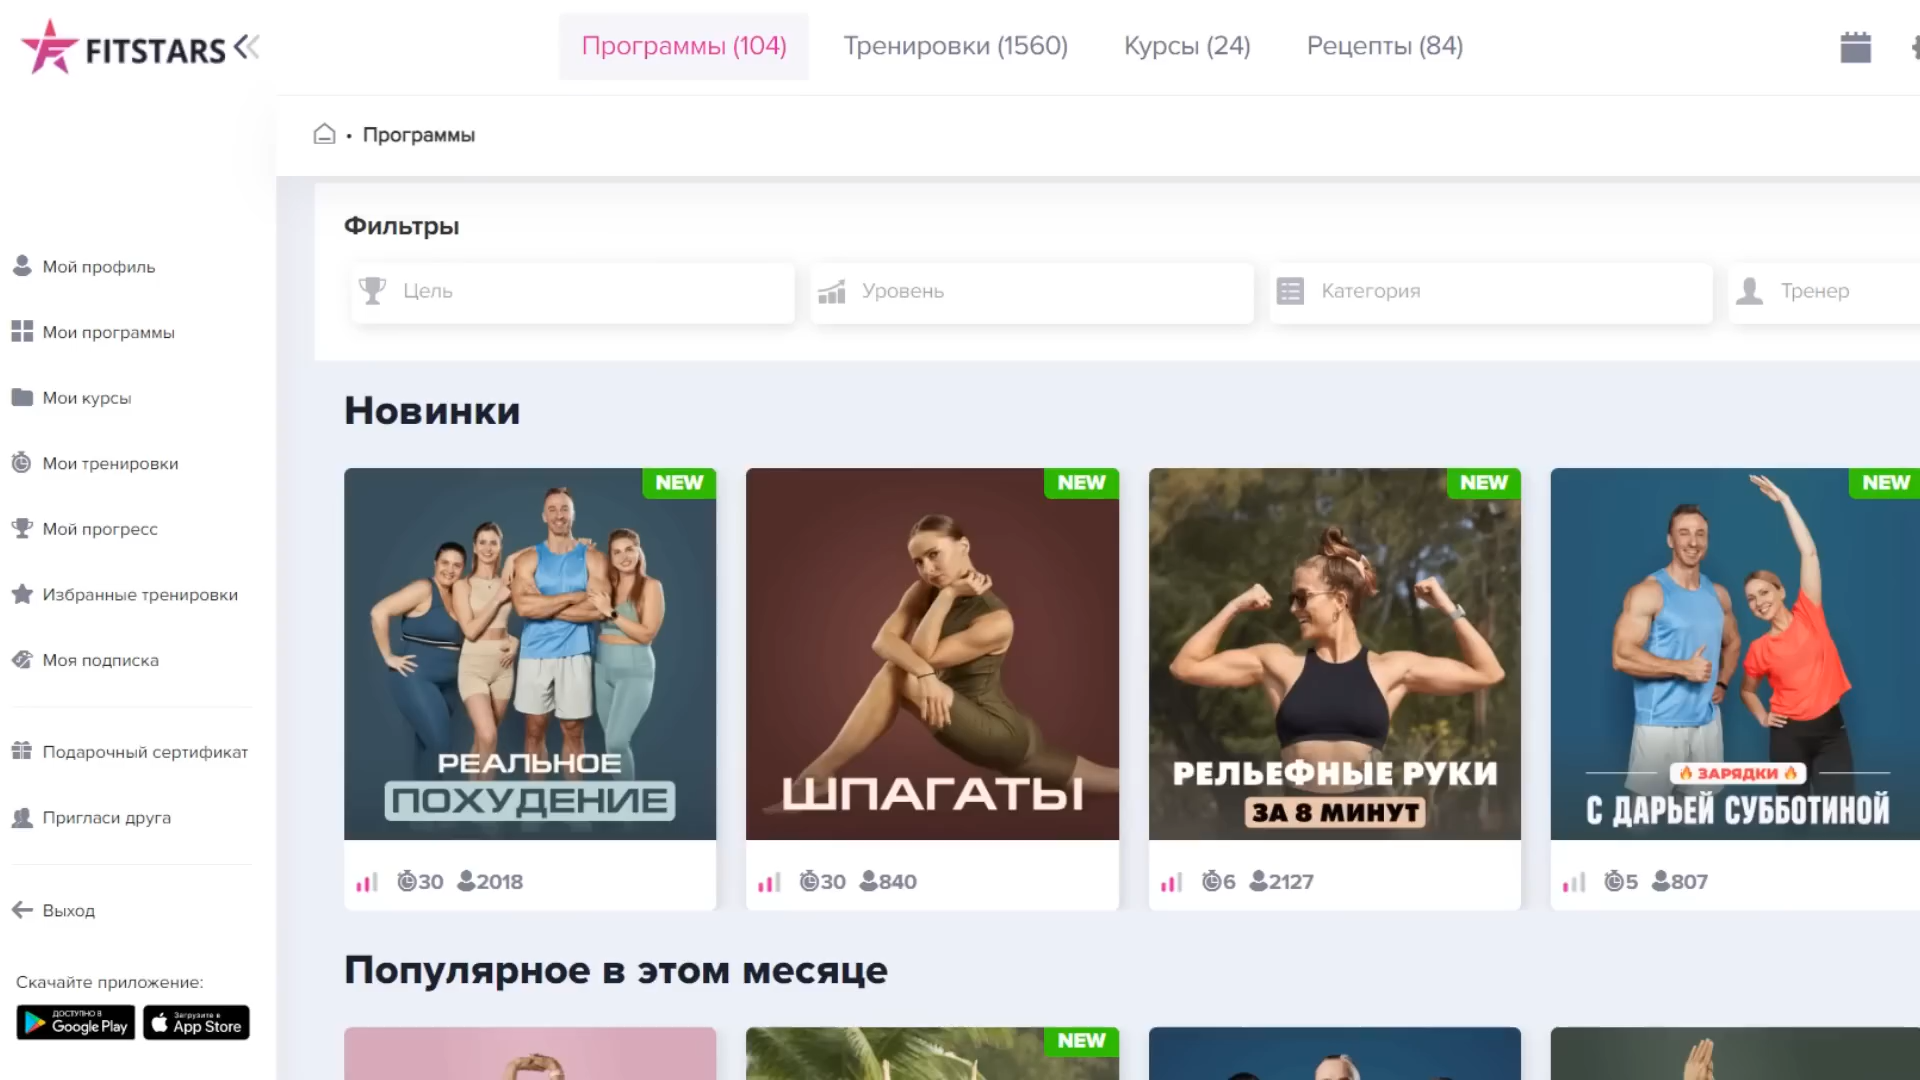 FITSTARS
Программы (104)
Тренировки (1560)
Курсы (24)
Рецепты (84)
• Программы
Фильтры
Цель
Уровень
Категория
Тренер
Мой профиль
Мои программы
Мои курсы
Мои тренировки
Мой прогресс
Избранные тренировки
Моя подписка
Подарочный сертификат
Пригласи друга
Выход
Скачайте приложение:
ДОСТУПНО В
Google Play
Загрузите в
App Store
Новинки
NEW
РЕАЛЬНОЕ
ПОХУДЕНИЕ
30 2018
NEW
ШПАГАТЫ
30 840
NEW
РЕЛЬЕФНЫЕ РУКИ
ЗА 8 МИНУТ
6 2127
NEW
ЗАРЯДКИ
С ДАРЬЕЙ СУББОТИНОЙ
5 807
Популярное в этом месяце
NEW